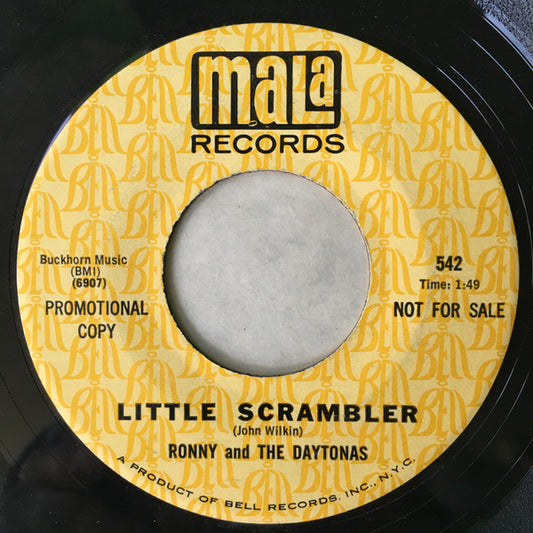 mala
RECORDS
Buckhorn Music
(BMI)
(6907)
PROMOTIONAL
COPY
542
Time: 1:49
NOT FOR SALE
LITTLE SCRAMBLER
(John Wilkin)
RONNY and THE DAYTONAS
A PRODUCT OF BELL RECORDS, INC., N.Y.C.